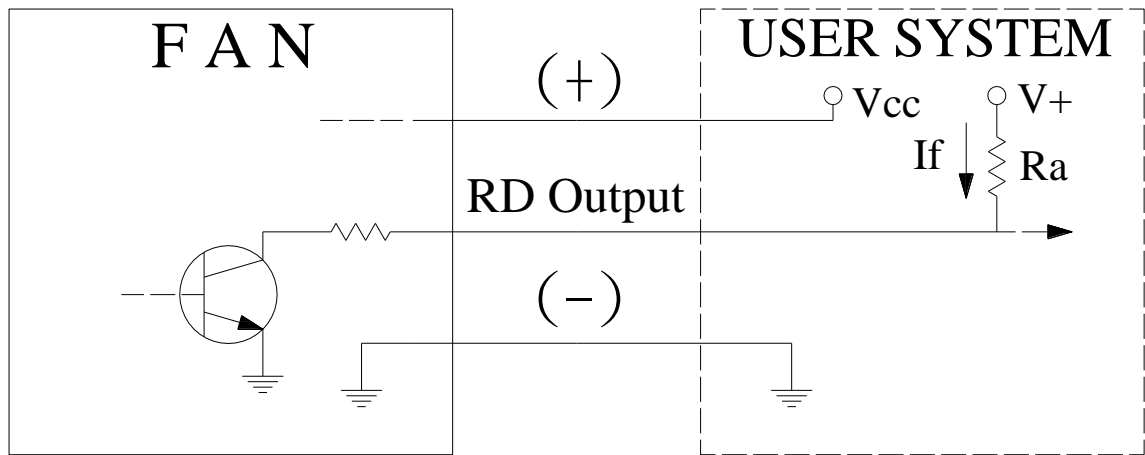 F A N
USER SYSTEM
(+)
Vcc
V+
If
Ra
RD Output
(−)